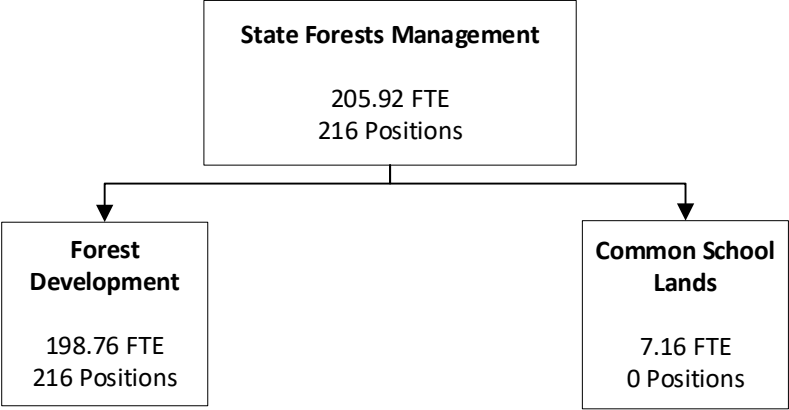 State Forests Management
205.92 FTE
216 Positions
Forest
Development
198.76 FTE
216 Positions
Common School
Lands
7.16 FTE
0 Positions